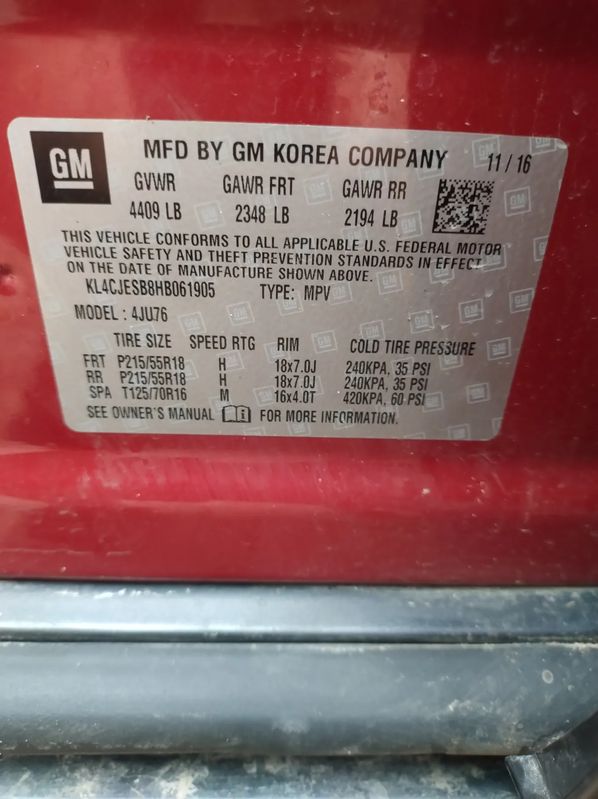 GM MFD BY GM KOREA COMPANY 11/16
GVWR GAWR FRT GAWR RR
4409 LB 2348 LB 2194 LB
THIS VEHICLE CONFORMS TO ALL APPLICABLE U.S. FEDERAL MOTOR
VEHICLE SAFETY AND THEFT PREVENTION STANDARDS IN EFFECT
ON THE DATE OF MANUFACTURE SHOWN ABOVE.
KL4CJESB8HB061905 TYPE: MPV
MODEL : 4JU76
TIRE SIZE SPEED RTG RIM COLD TIRE PRESSURE
FRT P215/55R18 H 18x7.0J 240KPA, 35 PSI
RR P215/55R18 H 18x7.0J 240KPA, 35 PSI
SPA T125/70R16 M 16x4.0T 420KPA, 60 PSI
SEE OWNER'S MANUAL FOR MORE INFORMATION.